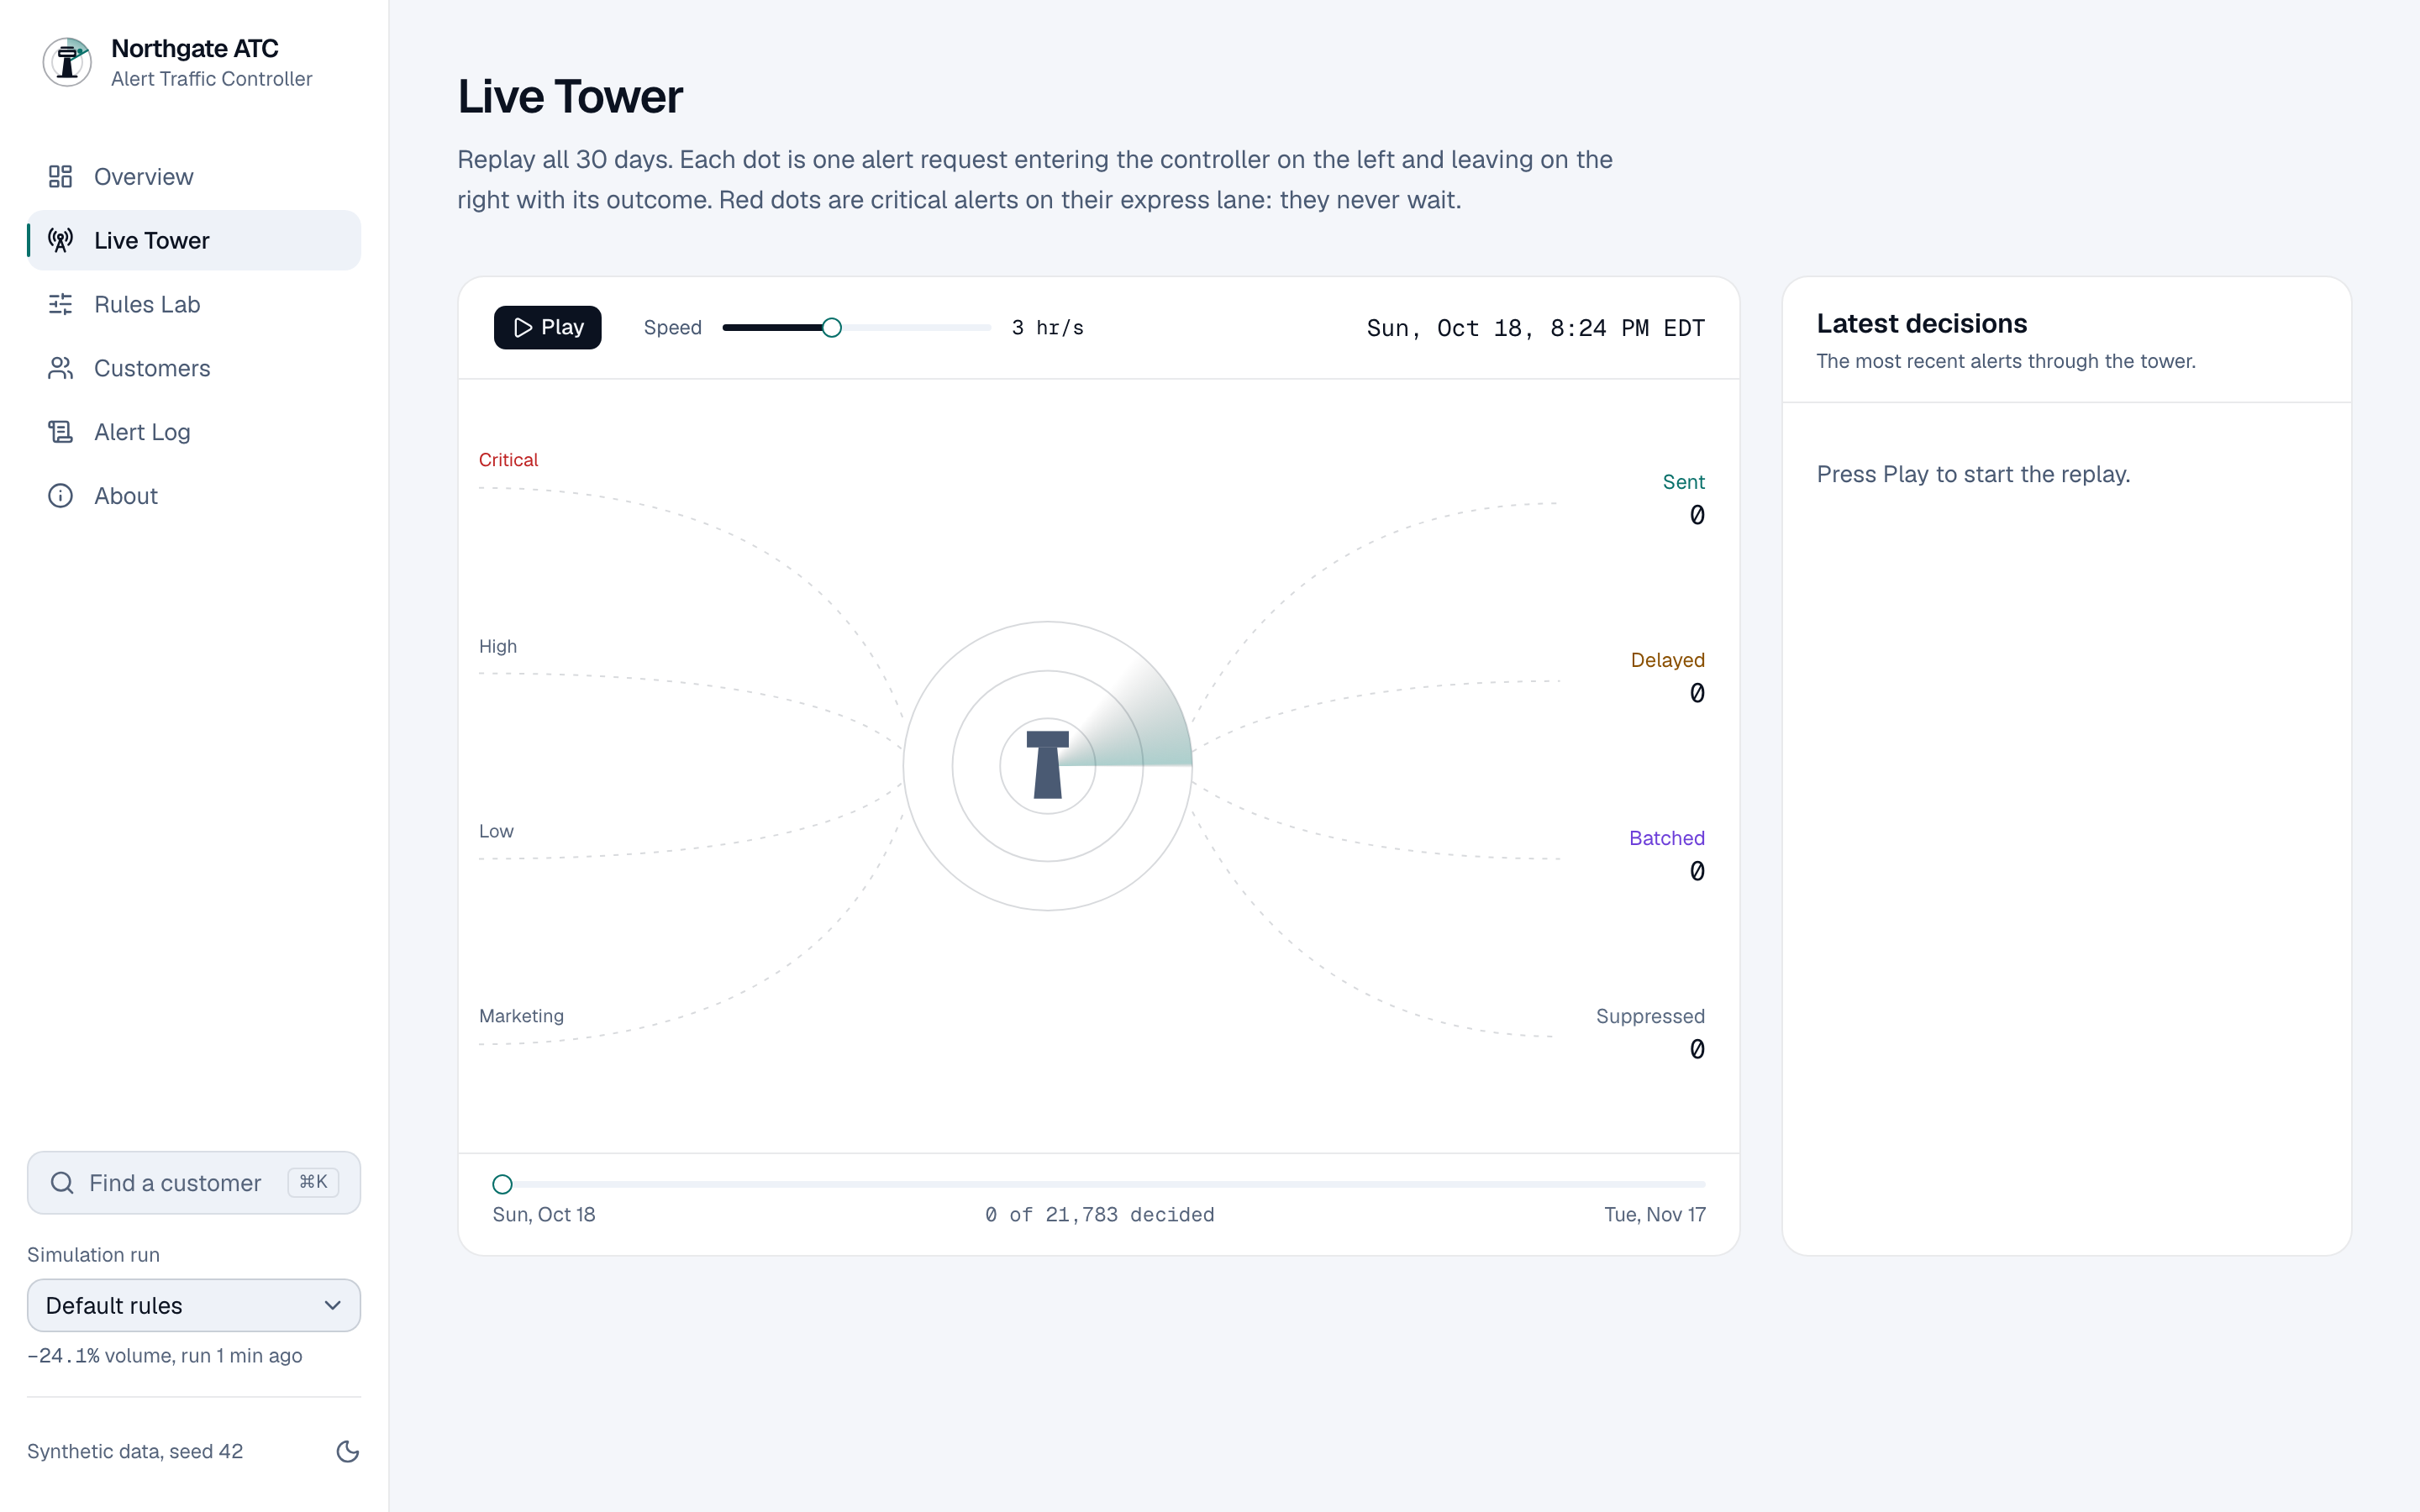 Northgate ATC
Alert Traffic Controller
Overview
Live Tower
Rules Lab
Customers
Alert Log
About
Find a customer ⌘K
Simulation run
Default rules
−24.1% volume, run 1 min ago
Synthetic data, seed 42
Live Tower
Replay all 30 days. Each dot is one alert request entering the controller on the left and leaving on the
right with its outcome. Red dots are critical alerts on their express lane: they never wait.
Play Speed 3 hr/s Sun, Oct 18, 8:24 PM EDT
Critical
High
Low
Marketing
Sent
0
Delayed
0
Batched
0
Suppressed
0
Sun, Oct 18 0 of 21,783 decided Tue, Nov 17
Latest decisions
The most recent alerts through the tower.
Press Play to start the replay.